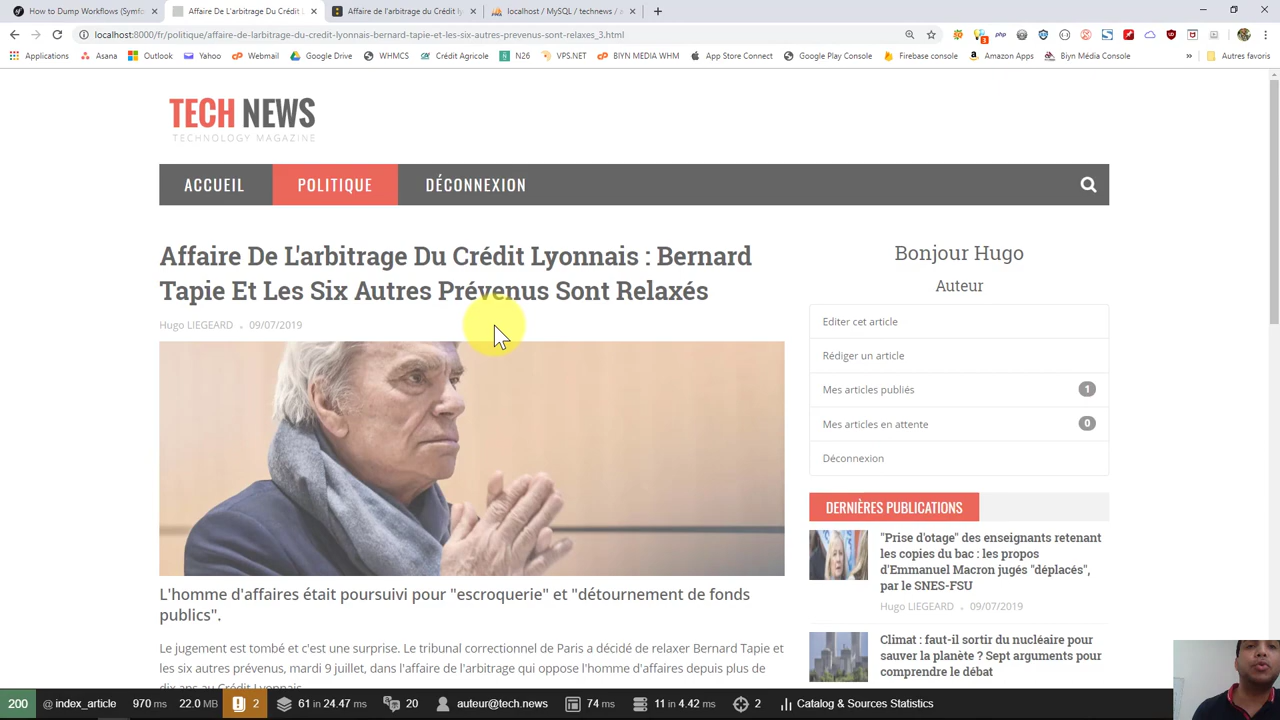 How to Dump Workflows (Symfo
Affaire De L'arbitrage Du Crédit L
Affaire de l'arbitrage du Crédit ly
localhost / MySQL / technews / a
localhost:8000/fr/politique/affaire-de-larbitrage-du-credit-lyonnais-bernard-tapie-et-les-six-autres-prevenus-sont-relaxes_3.html
Applications
Asana
Outlook
Yahoo
Webmail
Google Drive
WHMCS
Crédit Agricole
N26
VPS.NET
BIYN MEDIA WHM
App Store Connect
Google Play Console
Firebase console
Amazon Apps
Biyn Média Console
»
Autres favoris
TECH NEWS
TECHNOLOGY MAGAZINE
ACCUEIL POLITIQUE DÉCONNEXION
Affaire De L'arbitrage Du Crédit Lyonnais : Bernard
Tapie Et Les Six Autres Prévenus Sont Relaxés
Hugo LIEGEARD • 09/07/2019
L'homme d'affaires était poursuivi pour "escroquerie" et "détournement de fonds
publics".
Le jugement est tombé et c'est une surprise. Le tribunal correctionnel de Paris a décidé de relaxer Bernard Tapie et
les six autres prévenus, mardi 9 juillet, dans l'affaire de l'arbitrage qui oppose l'homme d'affaires depuis plus de
dix ans au Crédit Lyonnais
Bonjour Hugo
Auteur
Editer cet article
Rédiger un article
Mes articles publiés 1
Mes articles en attente 0
Déconnexion
DERNIÈRES PUBLICATIONS
"Prise d'otage" des enseignants retenant
les copies du bac : les propos
d'Emmanuel Macron jugés "déplacés",
par le SNES-FSU
Hugo LIEGEARD • 09/07/2019
Climat : faut-il sortir du nucléaire pour
sauver la planète ? Sept arguments pour
comprendre le débat
200 @ index_article 970 ms 22.0 MB 2 61 in 24.47 ms 20 auteur@tech.news 74 ms 11 in 4.42 ms 2 Catalog & Sources Statistics